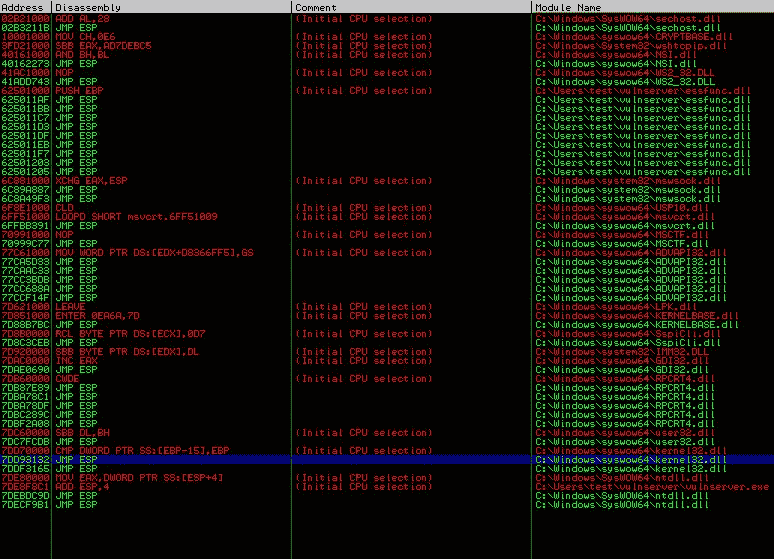 Address Disassembly Comment Module Name
02B21000 ADD AL,28 (Initial CPU selection) C:\Windows\SysWOW64\sechost.dll
02B3211B JMP ESP C:\Windows\SysWOW64\sechost.dll
10001000 MOV CH,0E6 (Initial CPU selection) C:\Windows\syswow64\CRYPTBASE.dll
3FD21000 SBB EAX,AD7DEBC5 (Initial CPU selection) C:\Windows\System32\wshtcpip.dll
40161000 AND BH,BL (Initial CPU selection) C:\Windows\syswow64\NSI.dll
40162273 JMP ESP C:\Windows\syswow64\NSI.dll
41AC1000 NOP (Initial CPU selection) C:\Windows\syswow64\WS2_32.DLL
41ADD743 JMP ESP C:\Windows\syswow64\WS2_32.DLL
62501000 PUSH EBP (Initial CPU selection) C:\Users\test\vulnserver\essfunc.dll
625011AF JMP ESP C:\Users\test\vulnserver\essfunc.dll
625011BB JMP ESP C:\Users\test\vulnserver\essfunc.dll
625011C7 JMP ESP C:\Users\test\vulnserver\essfunc.dll
625011D3 JMP ESP C:\Users\test\vulnserver\essfunc.dll
625011DF JMP ESP C:\Users\test\vulnserver\essfunc.dll
625011EB JMP ESP C:\Users\test\vulnserver\essfunc.dll
625011F7 JMP ESP C:\Users\test\vulnserver\essfunc.dll
62501203 JMP ESP C:\Users\test\vulnserver\essfunc.dll
62501205 JMP ESP C:\Users\test\vulnserver\essfunc.dll
6C881000 XCHG EAX,ESP (Initial CPU selection) C:\Windows\system32\mswsock.dll
6C89A887 JMP ESP C:\Windows\system32\mswsock.dll
6C8A49F3 JMP ESP C:\Windows\system32\mswsock.dll
6F8E1000 CLD (Initial CPU selection) C:\Windows\syswow64\USP10.dll
6FF51000 LOOPD SHORT msvcrt.6FF51009 (Initial CPU selection) C:\Windows\syswow64\msvcrt.dll
6FFBB391 JMP ESP C:\Windows\syswow64\msvcrt.dll
70991000 NOP (Initial CPU selection) C:\Windows\syswow64\MSCTF.dll
70999C77 JMP ESP C:\Windows\syswow64\MSCTF.dll
77C61000 MOV WORD PTR DS:[EDX+D8366FF5],GS (Initial CPU selection) C:\Windows\syswow64\ADVAPI32.dll
77CA5D33 JMP ESP C:\Windows\syswow64\ADVAPI32.dll
77CAAC33 JMP ESP C:\Windows\syswow64\ADVAPI32.dll
77CC3BDB JMP ESP C:\Windows\syswow64\ADVAPI32.dll
77CC688A JMP ESP C:\Windows\syswow64\ADVAPI32.dll
77CCF14F JMP ESP C:\Windows\syswow64\ADVAPI32.dll
7D621000 LEAVE (Initial CPU selection) C:\Windows\syswow64\LPK.dll
7D851000 ENTER 0EA6A,7D (Initial CPU selection) C:\Windows\syswow64\KERNELBASE.dll
7D88B7BC JMP ESP C:\Windows\syswow64\KERNELBASE.dll
7D8B0000 RCL BYTE PTR DS:[ECX],0D7 (Initial CPU selection) C:\Windows\syswow64\SspiCli.dll
7D8C3CEB JMP ESP C:\Windows\syswow64\SspiCli.dll
7D920000 SBB BYTE PTR DS:[EDX],DL (Initial CPU selection) C:\Windows\system32\IMM32.DLL
7DAC0000 INC EAX (Initial CPU selection) C:\Windows\syswow64\GDI32.dll
7DAE0690 JMP ESP C:\Windows\syswow64\GDI32.dll
7DB60000 CWDE (Initial CPU selection) C:\Windows\syswow64\RPCRT4.dll
7DB87E89 JMP ESP C:\Windows\syswow64\RPCRT4.dll
7DBA78C1 JMP ESP C:\Windows\syswow64\RPCRT4.dll
7DBA78DF JMP ESP C:\Windows\syswow64\RPCRT4.dll
7DBC289C JMP ESP C:\Windows\syswow64\RPCRT4.dll
7DBF2A08 JMP ESP C:\Windows\syswow64\RPCRT4.dll
7DC60000 SBB DL,BH (Initial CPU selection) C:\Windows\syswow64\user32.dll
7DC7FCDB JMP ESP C:\Windows\syswow64\user32.dll
7DD70000 CMP DWORD PTR SS:[EBP-15],EBP (Initial CPU selection) C:\Windows\syswow64\kernel32.dll
7DD93132 JMP ESP C:\Windows\syswow64\kernel32.dll
7DDF3165 JMP ESP C:\Windows\syswow64\kernel32.dll
7DE80000 MOV EAX,DWORD PTR SS:[ESP+4] (Initial CPU selection) C:\Windows\SysWOW64\ntdll.dll
7DE8F8C1 ADD ESP,4 (Initial CPU selection) C:\Users\test\vulnserver\vulnserver.exe
7DEBDC9D JMP ESP C:\Windows\SysWOW64\ntdll.dll
7DECF9B1 JMP ESP C:\Windows\SysWOW64\ntdll.dll